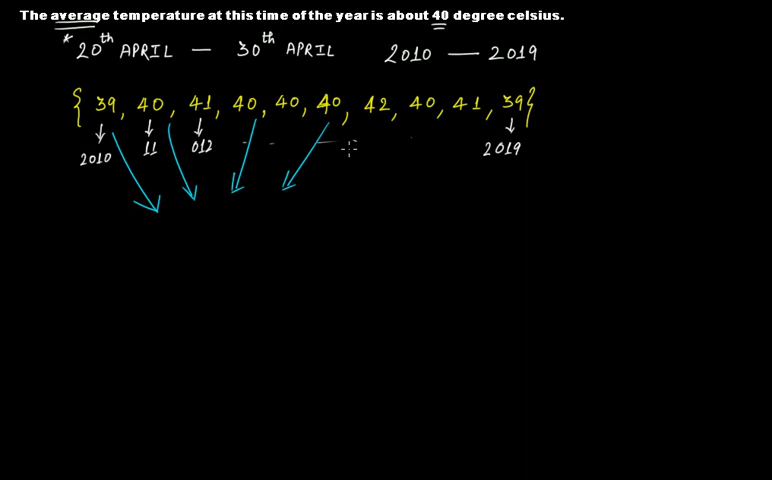 The average temperature at this time of the year is about 40 degree celsius.
* 20th APRIL — 30th APRIL 2010 — 2019
{ 39, 40, 41, 40, 40, 40, 42, 40, 41, 39}
2010 11 012 2019